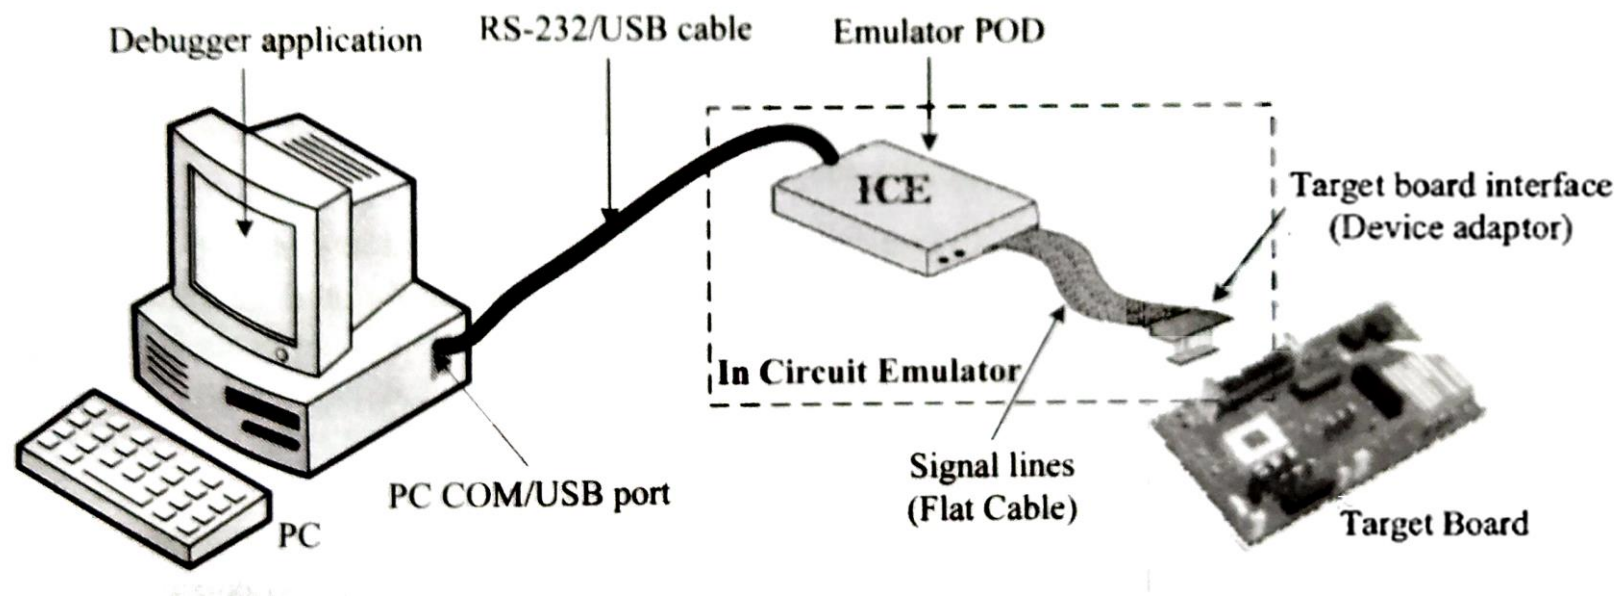 Debugger application
RS-232/USB cable
Emulator POD
ICE
Target board interface
(Device adaptor)
In Circuit Emulator
Signal lines
(Flat Cable)
PC COM/USB port
PC
Target Board